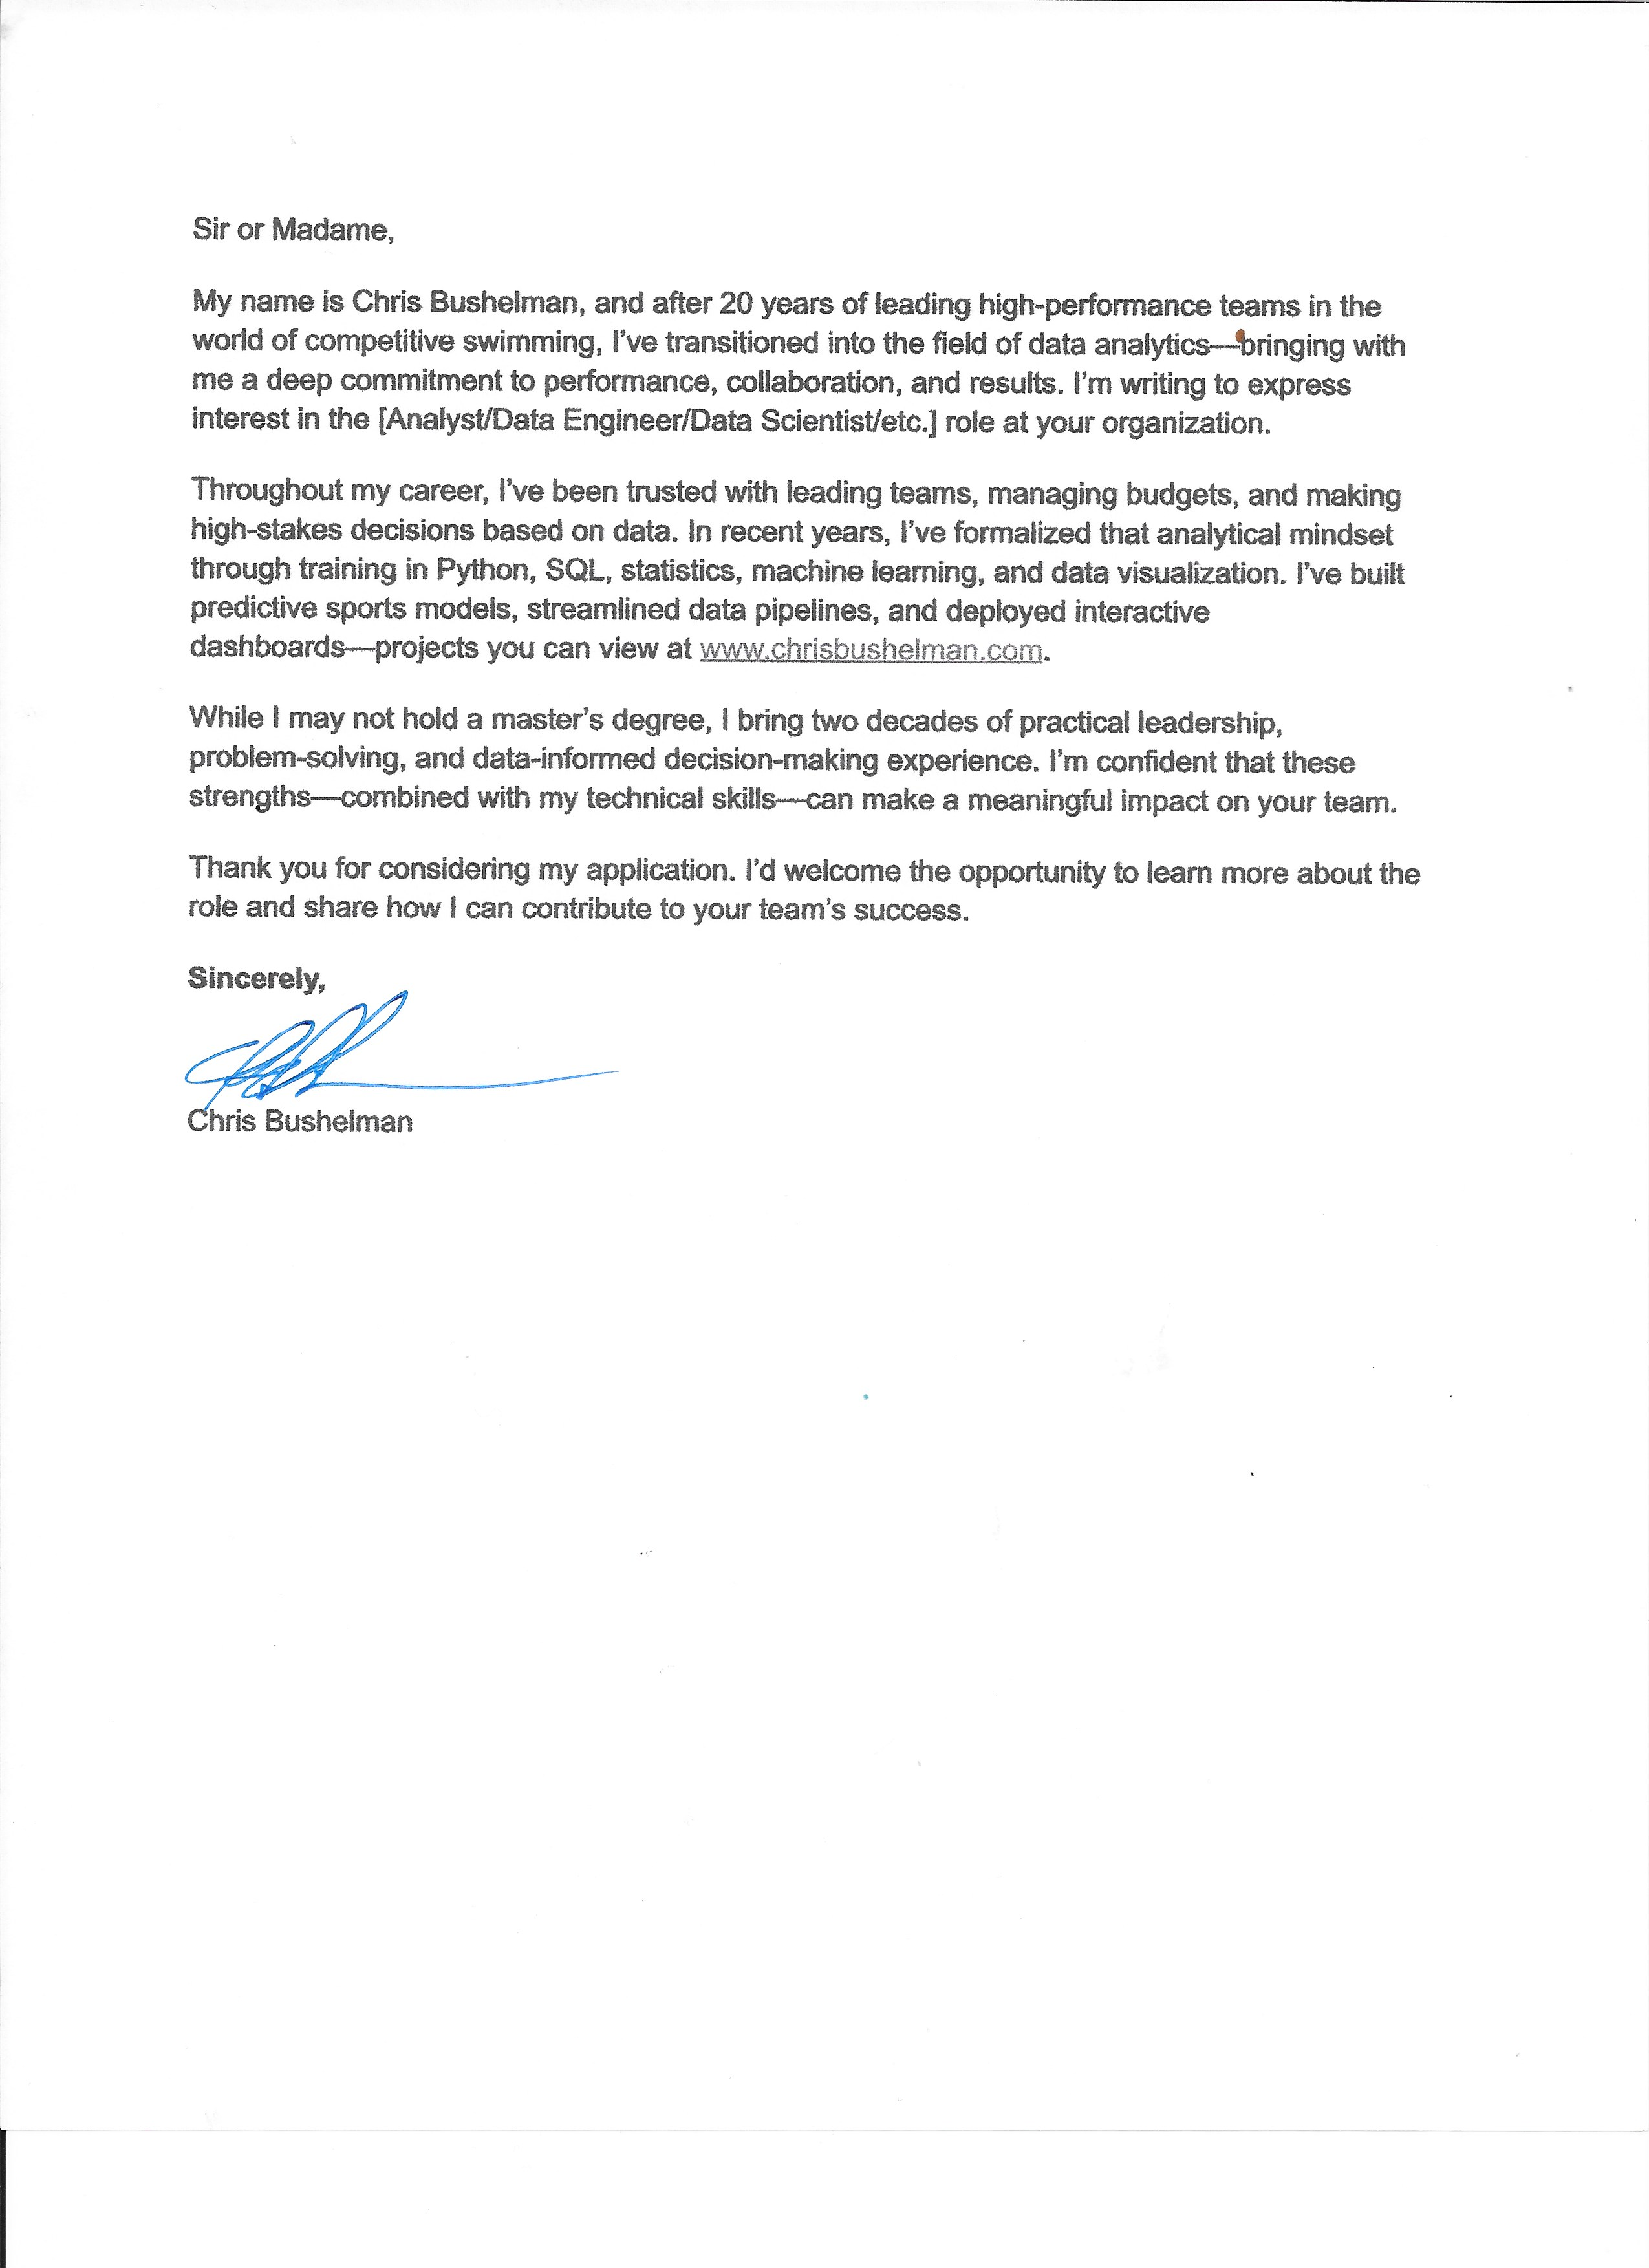 Sir or Madame,
My name is Chris Bushelman, and after 20 years of leading high-performance teams in the
world of competitive swimming, I've transitioned into the field of data analytics—bringing with
me a deep commitment to performance, collaboration, and results. I'm writing to express
interest in the [Analyst/Data Engineer/Data Scientist/etc.] role at your organization.
Throughout my career, I've been trusted with leading teams, managing budgets, and making
high-stakes decisions based on data. In recent years, I've formalized that analytical mindset
through training in Python, SQL, statistics, machine learning, and data visualization. I've built
predictive sports models, streamlined data pipelines, and deployed interactive
dashboards—projects you can view at www.chrisbushelman.com.
While I may not hold a master's degree, I bring two decades of practical leadership,
problem-solving, and data-informed decision-making experience. I'm confident that these
strengths—combined with my technical skills—can make a meaningful impact on your team.
Thank you for considering my application. I'd welcome the opportunity to learn more about the
role and share how I can contribute to your team's success.
Sincerely,
Chris Bushelman